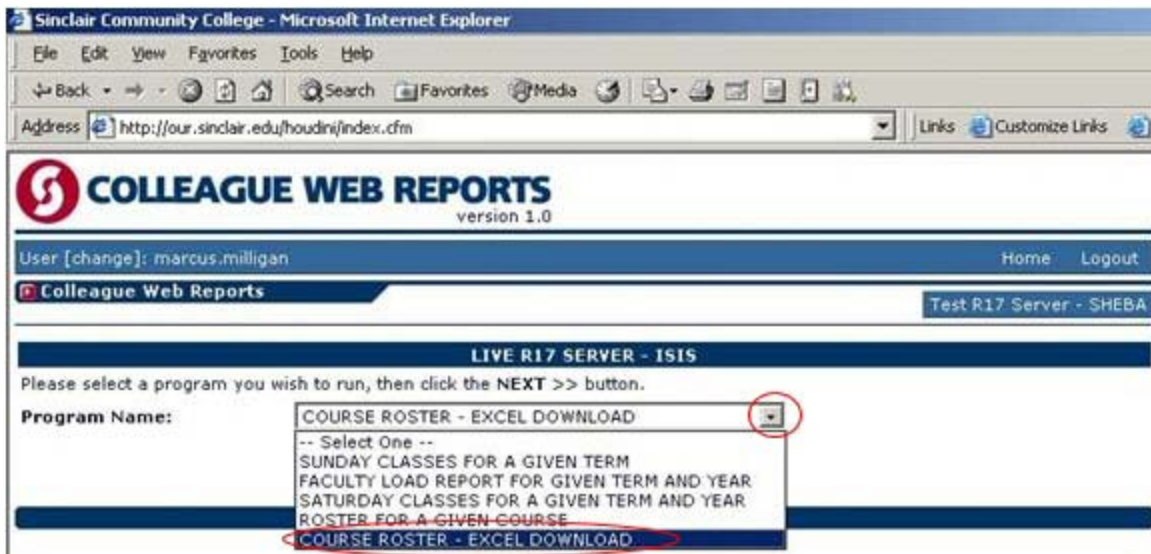 Sinclair Community College - Microsoft Internet Explorer
File Edit View Favorites Tools Help
Back Search Favorites Media
Address http://our.sinclair.edu/houdini/index.cfm Links Customize Links
COLLEAGUE WEB REPORTS
version 1.0
User [change]: marcus.milligan Home Logout
Colleague Web Reports
Test R17 Server - SHEBA
LIVE R17 SERVER - ISIS
Please select a program you wish to run, then click the NEXT >> button.
Program Name: COURSE ROSTER - EXCEL DOWNLOAD
-- Select One --
SUNDAY CLASSES FOR A GIVEN TERM
FACULTY LOAD REPORT FOR GIVEN TERM AND YEAR
SATURDAY CLASSES FOR A GIVEN TERM AND YEAR
ROSTER FOR A GIVEN COURSE
COURSE ROSTER - EXCEL DOWNLOAD